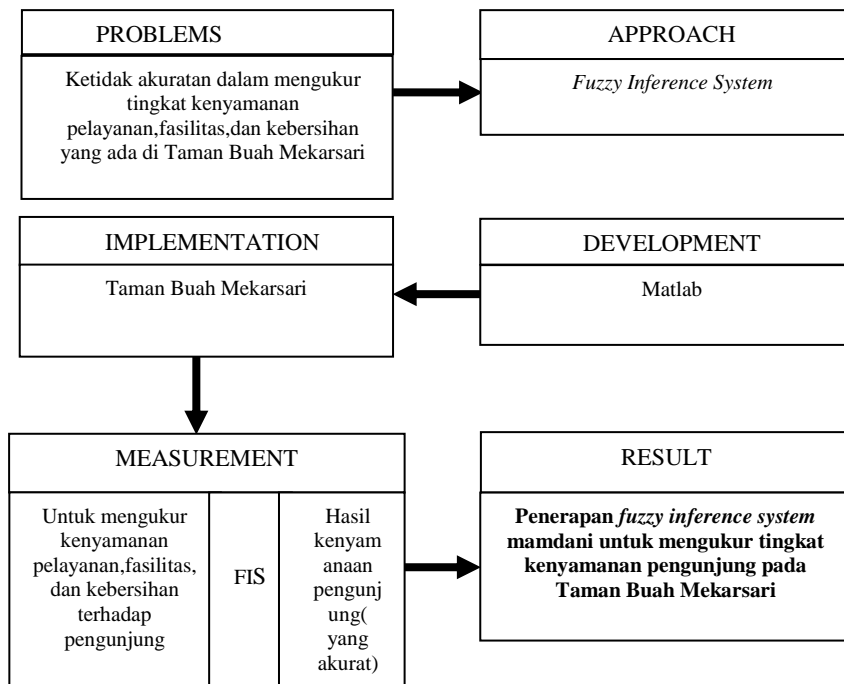 PROBLEMS
Ketidak akuratan dalam mengukur
tingkat kenyamanan
pelayanan,fasilitas,dan kebersihan
yang ada di Taman Buah Mekarsari
APPROACH
Fuzzy Inference System
IMPLEMENTATION
Taman Buah Mekarsari
DEVELOPMENT
Matlab
MEASUREMENT
Untuk mengukur
kenyamanan
pelayanan,fasilitas,
dan kebersihan
terhadap
pengunjung
FIS
Hasil
kenyam
anaan
pengunj
ung(
yang
akurat)
RESULT
Penerapan fuzzy inference system
mamdani untuk mengukur tingkat
kenyamanan pengunjung pada
Taman Buah Mekarsari